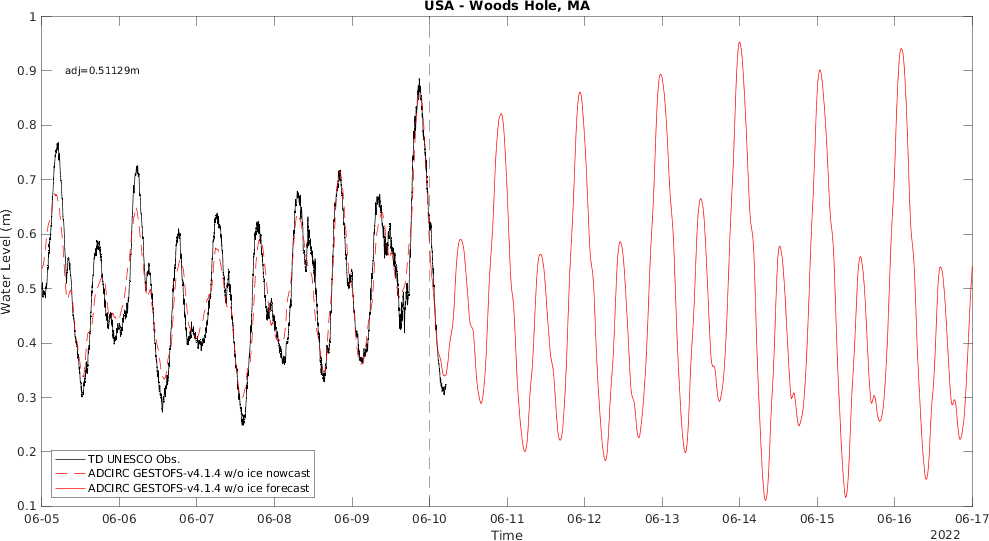 USA - Woods Hole, MA
1
0.9
0.8
0.7
0.6
0.5
0.4
0.3
0.2
0.1
Water Level (m)
adj=0.51129m
TD UNESCO Obs.
ADCIRC GESTOFS-v4.1.4 w/o ice nowcast
ADCIRC GESTOFS-v4.1.4 w/o ice forecast
06-05 06-06 06-07 06-08 06-09 06-10 06-11 06-12 06-13 06-14 06-15 06-16 06-17
Time
2022